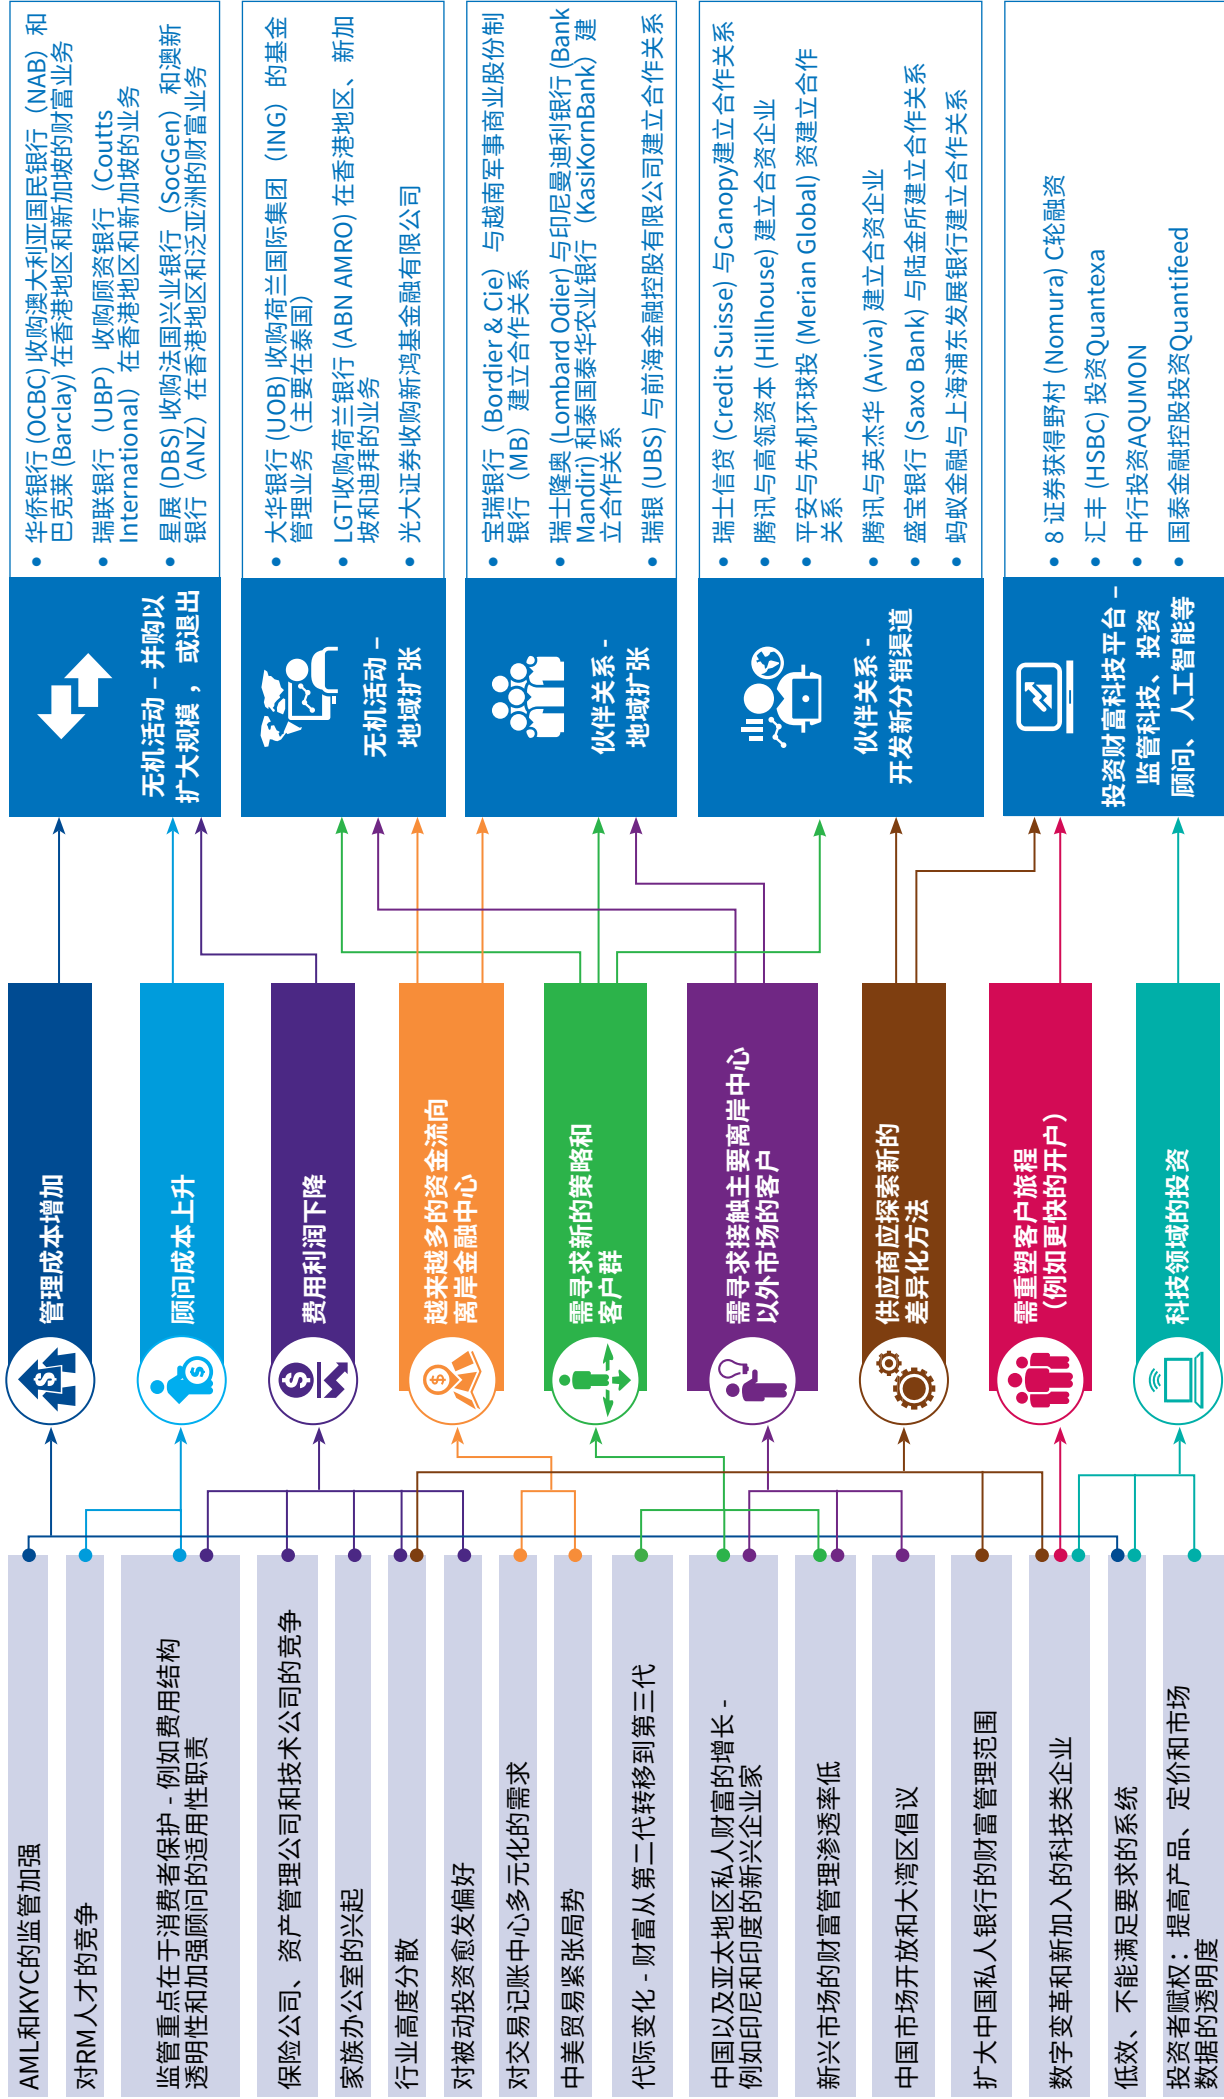 AML和KYC的监管加强
对RM人才的竞争
监管重点在于消费者保护 - 例如费用结构
透明性和加强顾问的适用性职责
保险公司、资产管理公司和技术公司的竞争
家族办公室的兴起
行业高度分散
对被动投资愈发偏好
对交易记账中心多元化的需求
中美贸易紧张局势
代际变化 - 财富从第二代转移到第三代
中国以及亚太地区私人财富的增长 -
例如印尼和印度的新兴企业家
新兴市场的财富管理渗透率低
中国市场开放和大湾区倡议
扩大中国私人银行的财富管理范围
数字变革和新加入的科技类企业
低效、不能满足要求的系统
投资者赋权：提高产品、定价和市场
数据的透明度
管理成本增加
顾问成本上升
费用利润下降
越来越多的资金流向
离岸金融中心
需寻求新的策略和
客户群
需寻求接触主要离岸中心
以外市场的客户
供应商应探索新的
差异化方法
需重塑客户旅程
（例如更快的开户）
科技领域的投资
无机活动 – 并购以
扩大规模，或退出
• 华侨银行 (OCBC) 收购澳大利亚国民银行（NAB）和
巴克莱 (Barclay) 在香港地区和新加坡的财富业务
• 瑞联银行（UBP）收购顾资银行（Coutts
International）在香港地区和新加坡的业务
• 星展 (DBS) 收购法国兴业银行（SocGen）和澳新
银行（ANZ）在香港地区和泛亚洲的财富业务
无机活动 –
地域扩张
• 大华银行 (UOB) 收购荷兰国际集团（ING）的基金
管理业务（主要在泰国）
• LGT收购荷兰银行 (ABN AMRO) 在香港地区、新加
坡和迪拜的业务
• 光大证券收购新鸿基金融有限公司
伙伴关系 -
地域扩张
• 宝瑞银行（Bordier & Cie）与越南军事商业股份制
银行（MB）建立合作关系
• 瑞士隆奥 (Lombard Odier) 与印尼曼迪利银行 (Bank
Mandiri) 和泰国泰华农业银行（KasiKornBank）建
立合作关系
• 瑞银 (UBS) 与前海金融控股有限公司建立合作关系
伙伴关系 -
开发新分销渠道
• 瑞士信贷 (Credit Suisse) 与Canopy建立合作关系
• 腾讯与高瓴资本 (Hillhouse) 建立合资企业
• 平安与先机环球投 (Merian Global) 资建立合作
关系
• 腾讯与英杰华 (Aviva) 建立合资企业
• 盛宝银行 (Saxo Bank) 与陆金所建立合作关系
• 蚂蚁金融与上海浦东发展银行建立合作关系
投资财富科技平台 –
监管科技、投资
顾问、人工智能等
• 8 证券获得野村 (Nomura) C轮融资
• 汇丰 (HSBC) 投资Quantexa
• 中行投资AQUMON
• 国泰金融控股投资Quantifeed